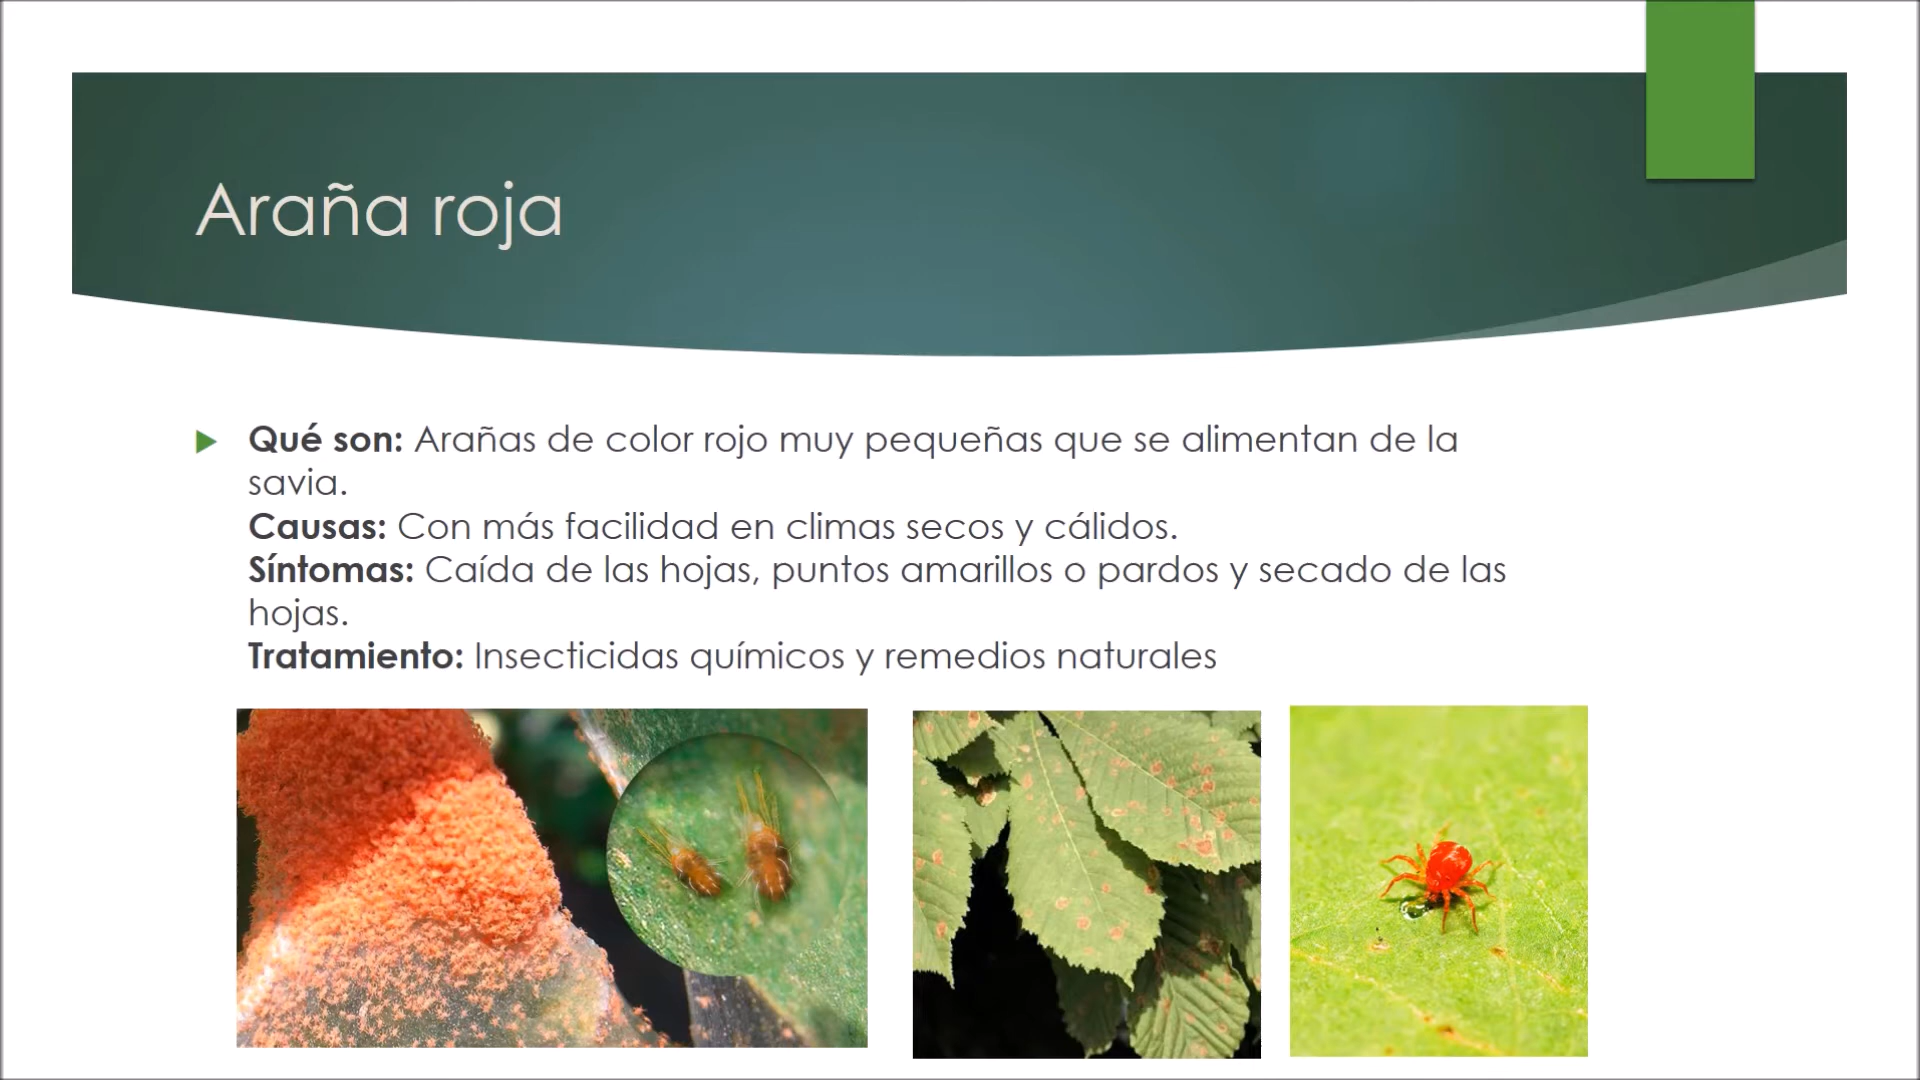 Araña roja
Qué son: Arañas de color rojo muy pequeñas que se alimentan de la
savia.
Causas: Con más facilidad en climas secos y cálidos.
Síntomas: Caída de las hojas, puntos amarillos o pardos y secado de las
hojas.
Tratamiento: Insecticidas químicos y remedios naturales